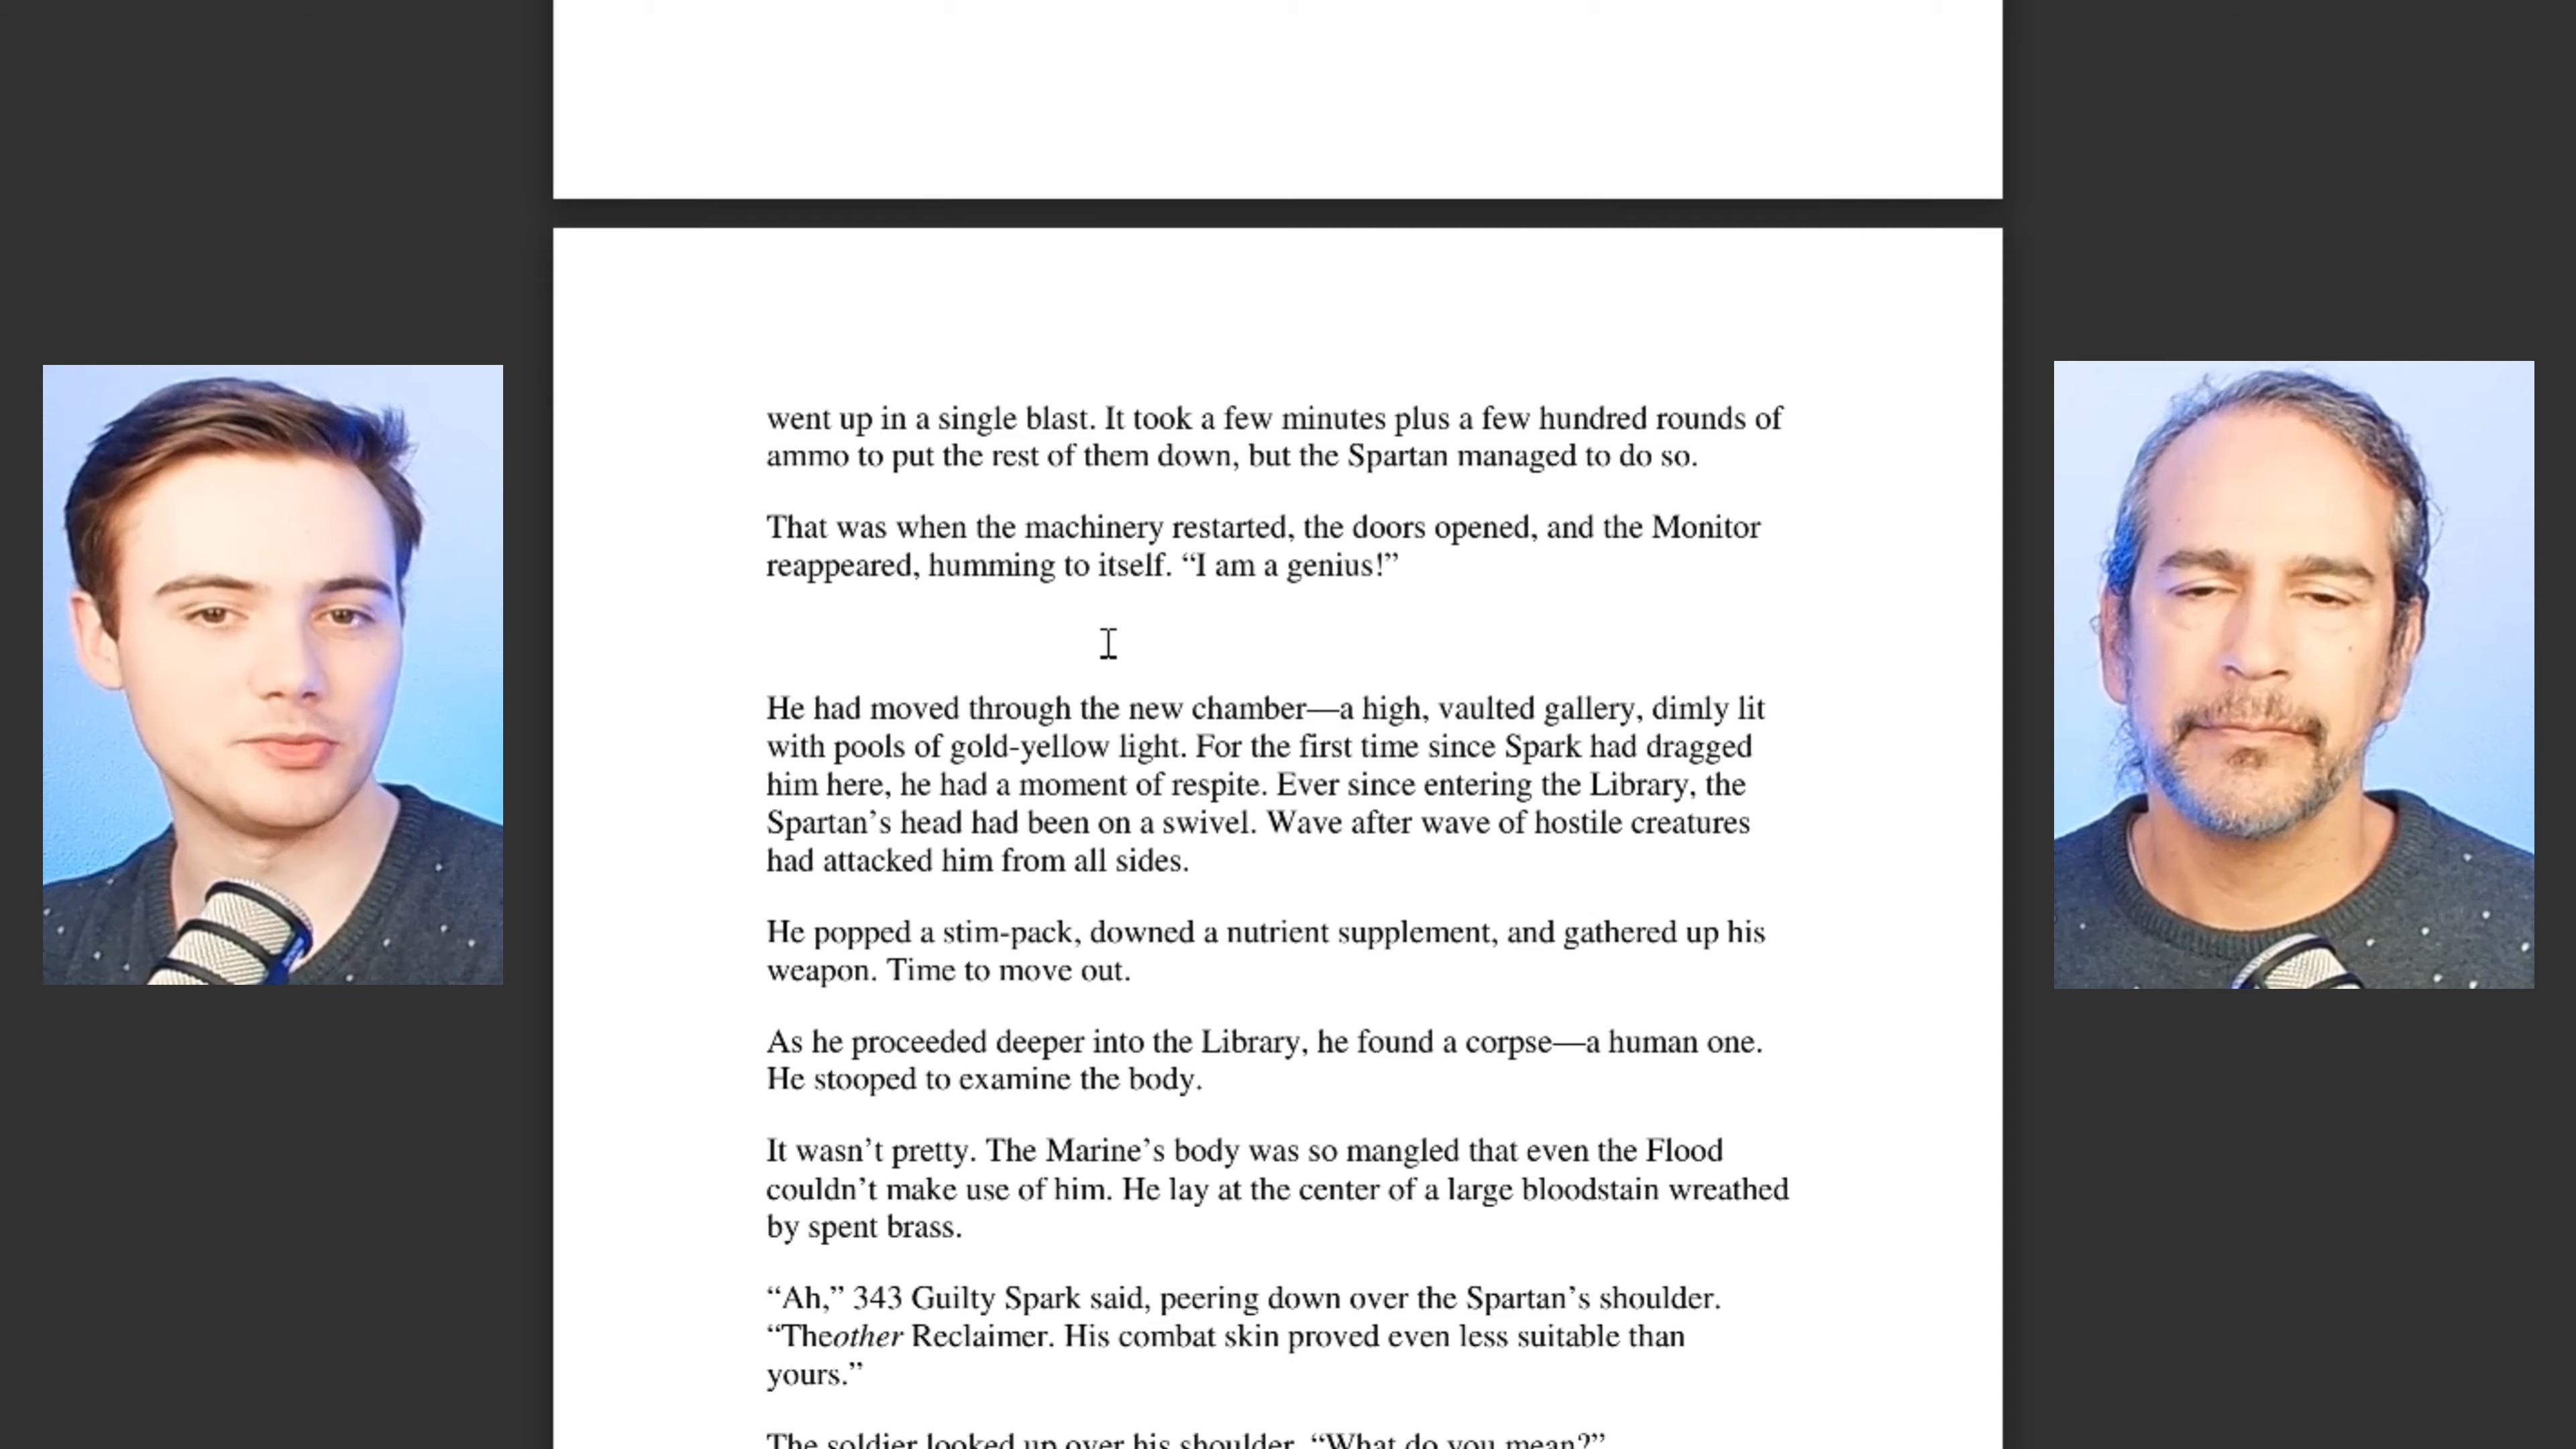 went up in a single blast. It took a few minutes plus a few hundred rounds of
ammo to put the rest of them down, but the Spartan managed to do so.
That was when the machinery restarted, the doors opened, and the Monitor
reappeared, humming to itself. “I am a genius!”
He had moved through the new chamber—a high, vaulted gallery, dimly lit
with pools of gold-yellow light. For the first time since Spark had dragged
him here, he had a moment of respite. Ever since entering the Library, the
Spartan’s head had been on a swivel. Wave after wave of hostile creatures
had attacked him from all sides.
He popped a stim-pack, downed a nutrient supplement, and gathered up his
weapon. Time to move out.
As he proceeded deeper into the Library, he found a corpse—a human one.
He stooped to examine the body.
It wasn’t pretty. The Marine’s body was so mangled that even the Flood
couldn’t make use of him. He lay at the center of a large bloodstain wreathed
by spent brass.
“Ah,” 343 Guilty Spark said, peering down over the Spartan’s shoulder.
“Theother Reclaimer. His combat skin proved even less suitable than
yours.”
The soldier looked up over his shoulder. “What do you mean?”